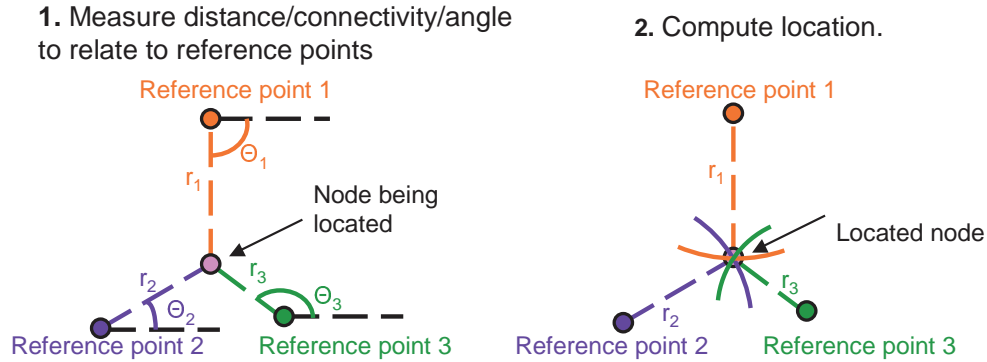 1. Measure distance/connectivity/angle
to relate to reference points
Reference point 1
Θ1
r1
Node being
located
r2
r3
Θ2
Θ3
Reference point 2
Reference point 3
2. Compute location.
Reference point 1
r1
Located node
r3
r2
Reference point 2
Reference point 3